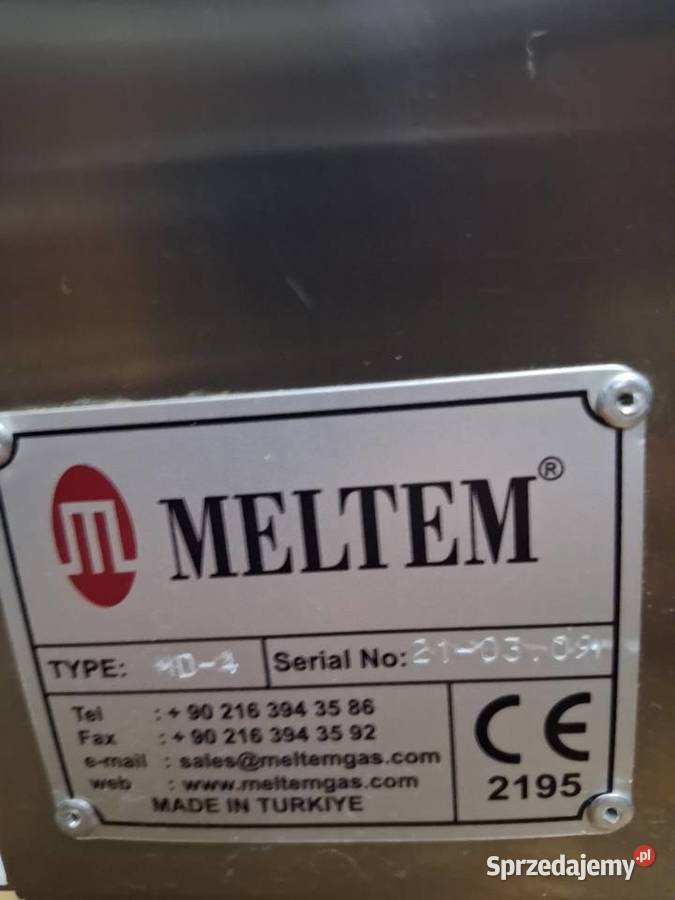 MELTEM®
TYPE: MD-4 Serial No: 21-03.09
Tel : + 90 216 394 35 86
Fax : + 90 216 394 35 92
e-mail : sales@meltemgas.com
web : www.meltemgas.com
MADE IN TURKIYE
CE
2195
Sprzedajemy.pl